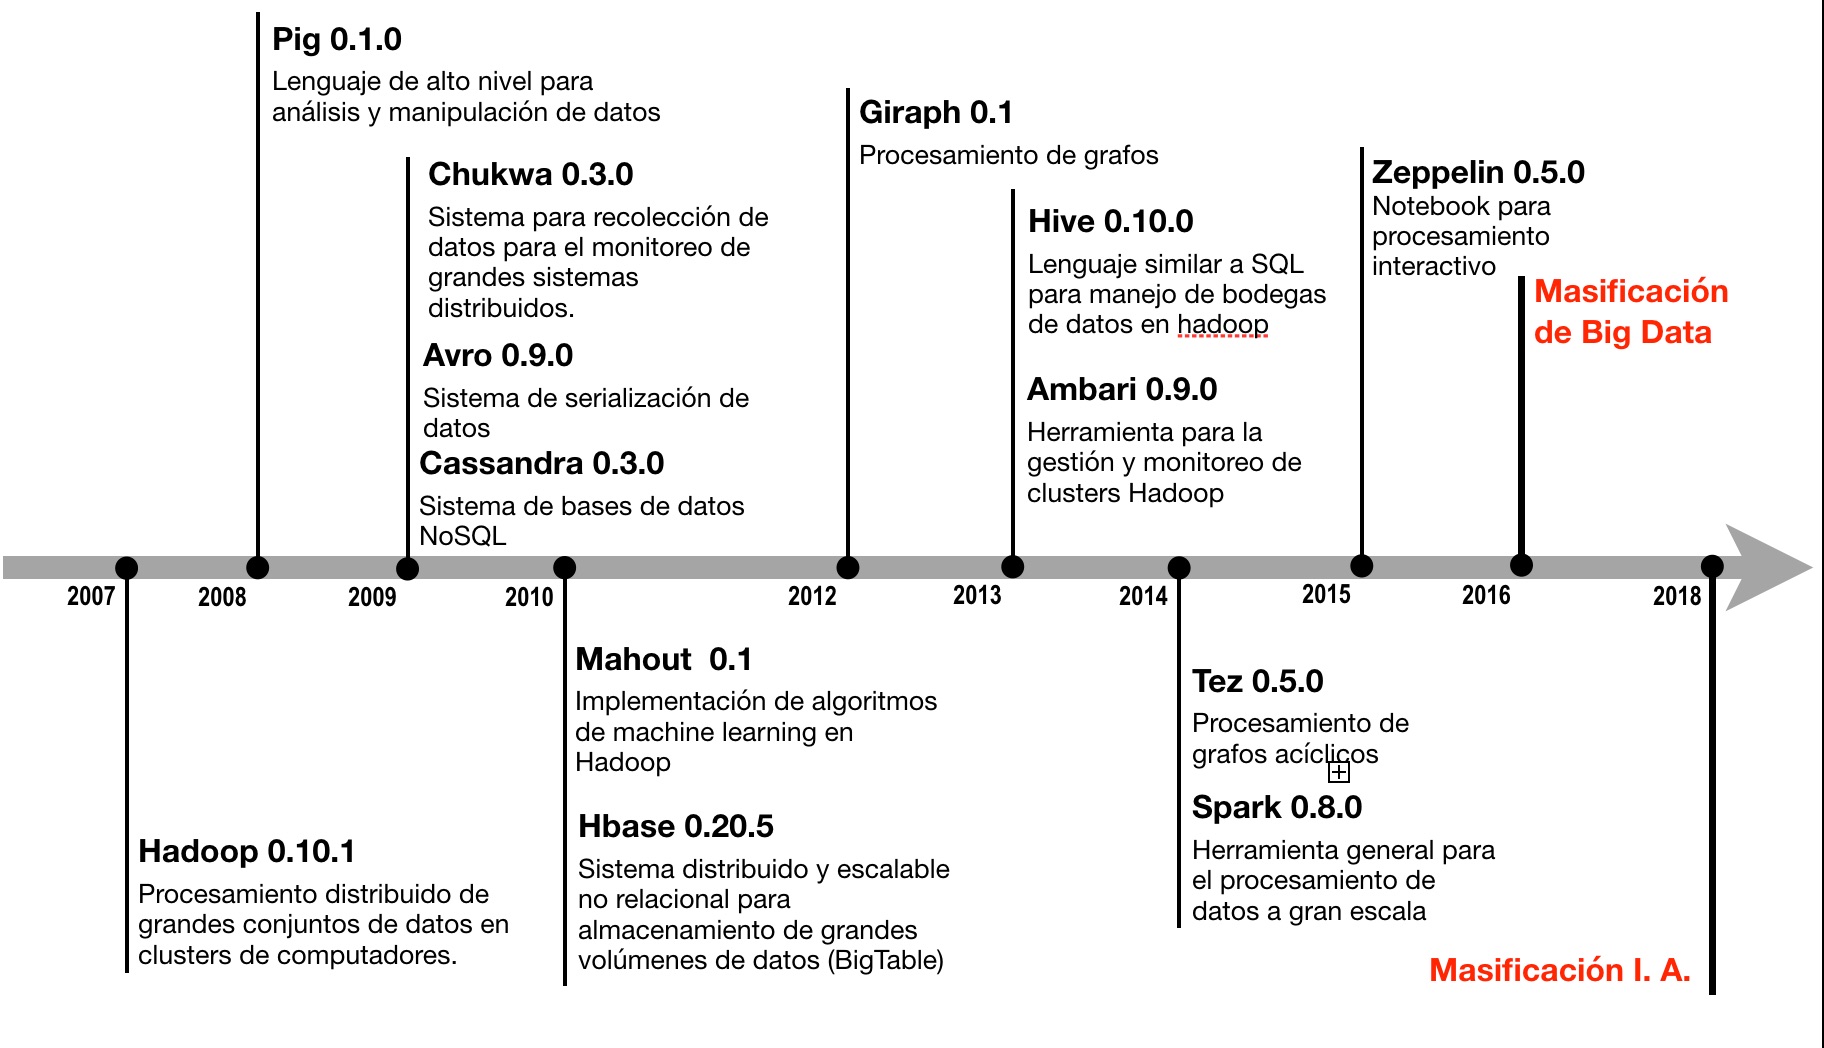 Pig 0.1.0
Lenguaje de alto nivel para
análisis y manipulación de datos
Chukwa 0.3.0
Sistema para recolección de
datos para el monitoreo de
grandes sistemas
distribuidos.
Avro 0.9.0
Sistema de serialización de
datos
Cassandra 0.3.0
Sistema de bases de datos
NoSQL
Giraph 0.1
Procesamiento de grafos
Hive 0.10.0
Lenguaje similar a SQL
para manejo de bodegas
de datos en hadoop
Ambari 0.9.0
Herramienta para la
gestión y monitoreo de
clusters Hadoop
Zeppelin 0.5.0
Notebook para
procesamiento
interactivo
Masificación
de Big Data
2007 2008 2009 2010 2012 2013 2014 2015 2016 2018
Hadoop 0.10.1
Procesamiento distribuido de
grandes conjuntos de datos en
clusters de computadores.
Mahout  0.1
Implementación de algoritmos
de machine learning en
Hadoop
Hbase 0.20.5
Sistema distribuido y escalable
no relacional para
almacenamiento de grandes
volúmenes de datos (BigTable)
Tez 0.5.0
Procesamiento de
grafos acíclicos
Spark 0.8.0
Herramienta general para
el procesamiento de
datos a gran escala
Masificación I. A.